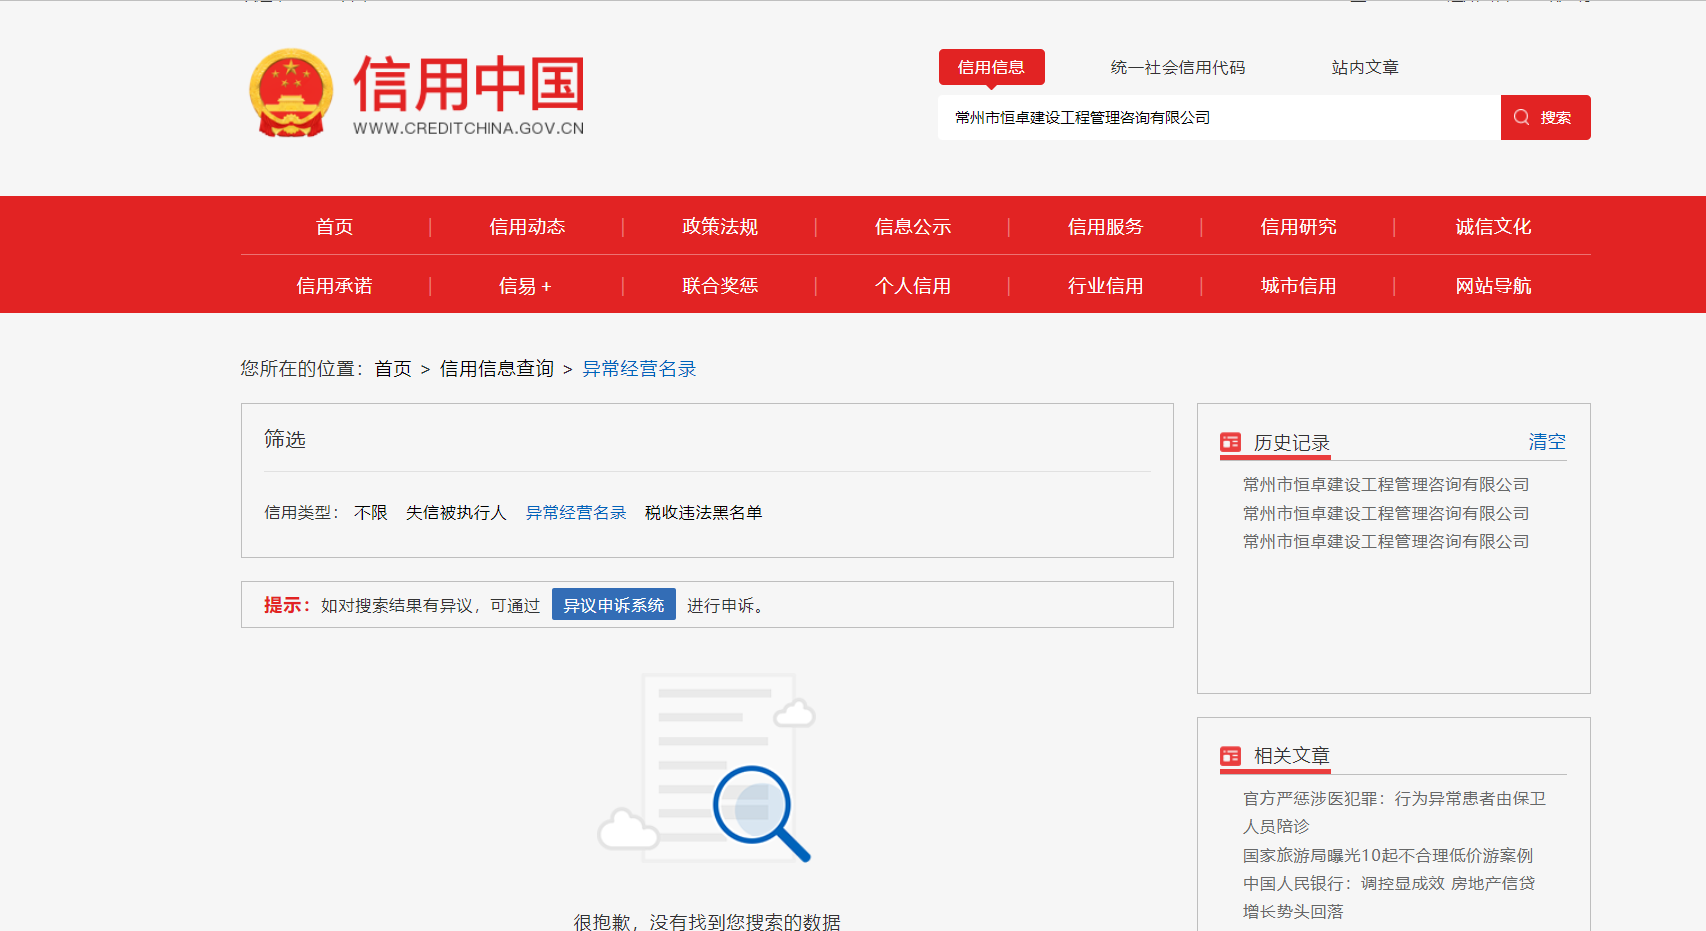 信用中国
WWW.CREDITCHINA.GOV.CN
信用信息 统一社会信用代码 站内文章
常州市恒卓建设工程管理咨询有限公司 搜索
首页 | 信用动态 | 政策法规 | 信息公示 | 信用服务 | 信用研究 | 诚信文化
信用承诺 | 信易+ | 联合奖惩 | 个人信用 | 行业信用 | 城市信用 | 网站导航
您所在的位置：首页 > 信用信息查询 > 异常经营名录
筛选
信用类型： 不限 失信被执行人 异常经营名录 税收违法黑名单
提示：如对搜索结果有异议，可通过 异议申诉系统 进行申诉。
很抱歉，没有找到您搜索的数据
历史记录 清空
常州市恒卓建设工程管理咨询有限公司
常州市恒卓建设工程管理咨询有限公司
常州市恒卓建设工程管理咨询有限公司
相关文章
官方严惩涉医犯罪：行为异常患者由保卫
人员陪诊
国家旅游局曝光10起不合理低价游案例
中国人民银行：调控显成效 房地产信贷
增长势头回落